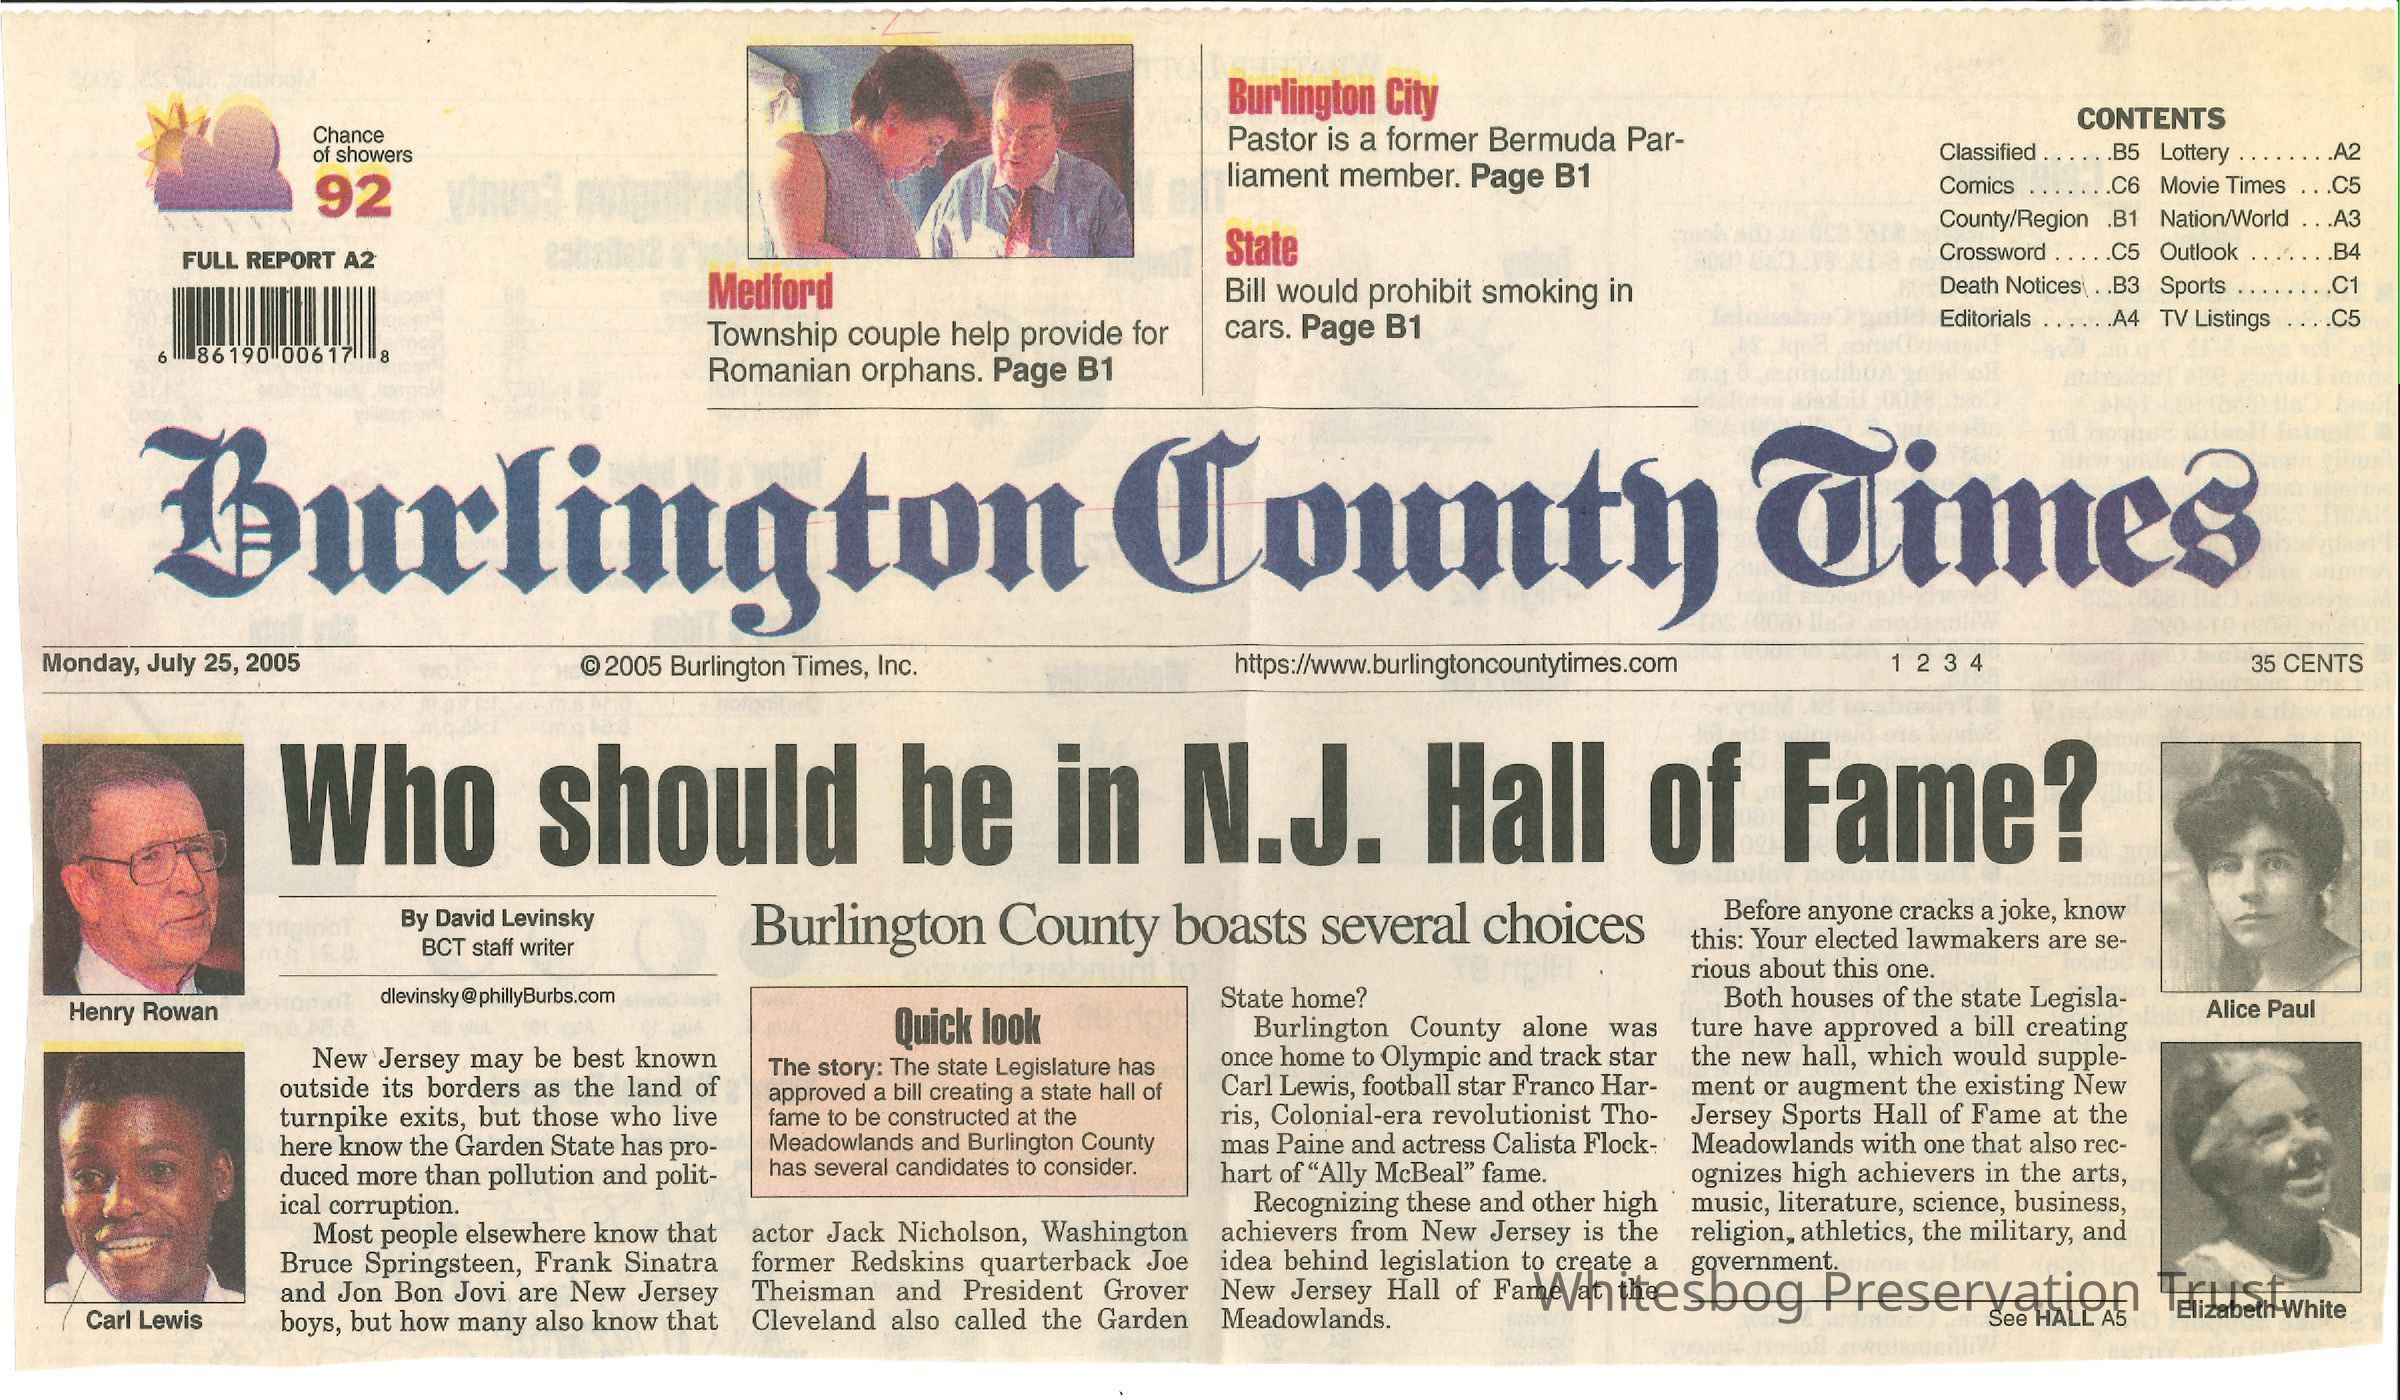 Chance
of showers
92
FULL REPORT A2
6 86190 00617 8
Medford
Township couple help provide for
Romanian orphans. Page B1
Burlington City
Pastor is a former Bermuda Par-
liament member. Page B1
State
Bill would prohibit smoking in
cars. Page B1
CONTENTS
Classified . . . . . .B5
Comics . . . . . . .C6
County/Region .B1
Crossword . . . . .C5
Death Notices .B3
Editorials . . . . . .A4
Lottery . . . . . . . .A2
Movie Times . . .C5
Nation/World . . .A3
Outlook . . . . . . .B4
Sports . . . . . . . .C1
TV Listings . . . .C5
Burlington County Times
Monday, July 25, 2005 ©2005 Burlington Times, Inc. https://www.burlingtoncountytimes.com 1 2 3 4 35 CENTS
Henry Rowan
Carl Lewis
Who should be in N.J. Hall of Fame?
By David Levinsky
BCT staff writer
dlevinsky@phillyBurbs.com
Burlington County boasts several choices
New Jersey may be best known
outside its borders as the land of
turnpike exits, but those who live
here know the Garden State has pro-
duced more than pollution and polit-
ical corruption.
Most people elsewhere know that
Bruce Springsteen, Frank Sinatra
and Jon Bon Jovi are New Jersey
boys, but how many also know that
Quick look
The story: The state Legislature has
approved a bill creating a state hall of
fame to be constructed at the
Meadowlands and Burlington County
has several candidates to consider.
actor Jack Nicholson, Washington
former Redskins quarterback Joe
Theisman and President Grover
Cleveland also called the Garden
State home?
Burlington County alone was
once home to Olympic and track star
Carl Lewis, football star Franco Har-
ris, Colonial-era revolutionist Tho-
mas Paine and actress Calista Flock-
hart of “Ally McBeal” fame.
Recognizing these and other high
achievers from New Jersey is the
idea behind legislation to create a
New Jersey Hall of Fame at the
Meadowlands.
Before anyone cracks a joke, know
this: Your elected lawmakers are se-
rious about this one.
Both houses of the state Legisla-
ture have approved a bill creating
the new hall, which would supple-
ment or augment the existing New
Jersey Sports Hall of Fame at the
Meadowlands with one that also rec-
ognizes high achievers in the arts,
music, literature, science, business,
religion, athletics, the military, and
government.
See HALL A5
Alice Paul
Elizabeth White
Whitesbog Preservation Trust